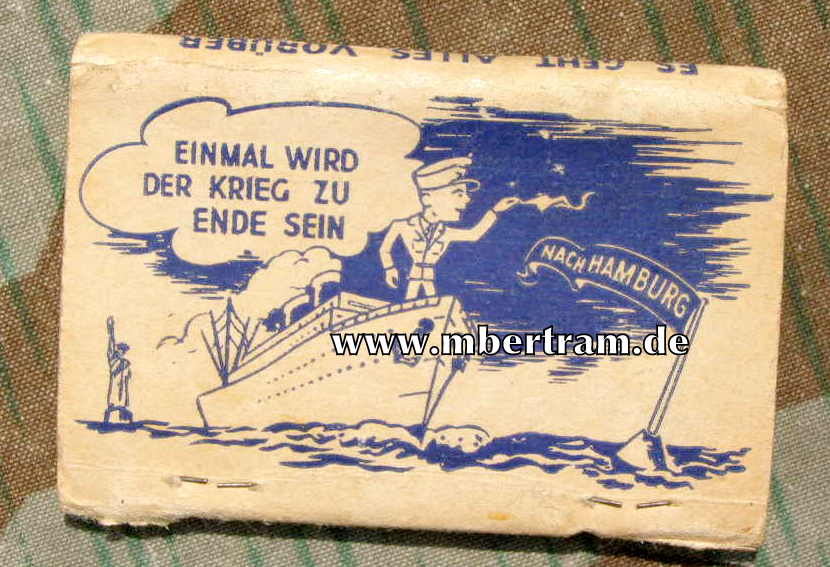 ES GEHT ALLES VORÜBER
EINMAL WIRD
DER KRIEG ZU
ENDE SEIN
NACH HAMBURG
www.mbertram.de